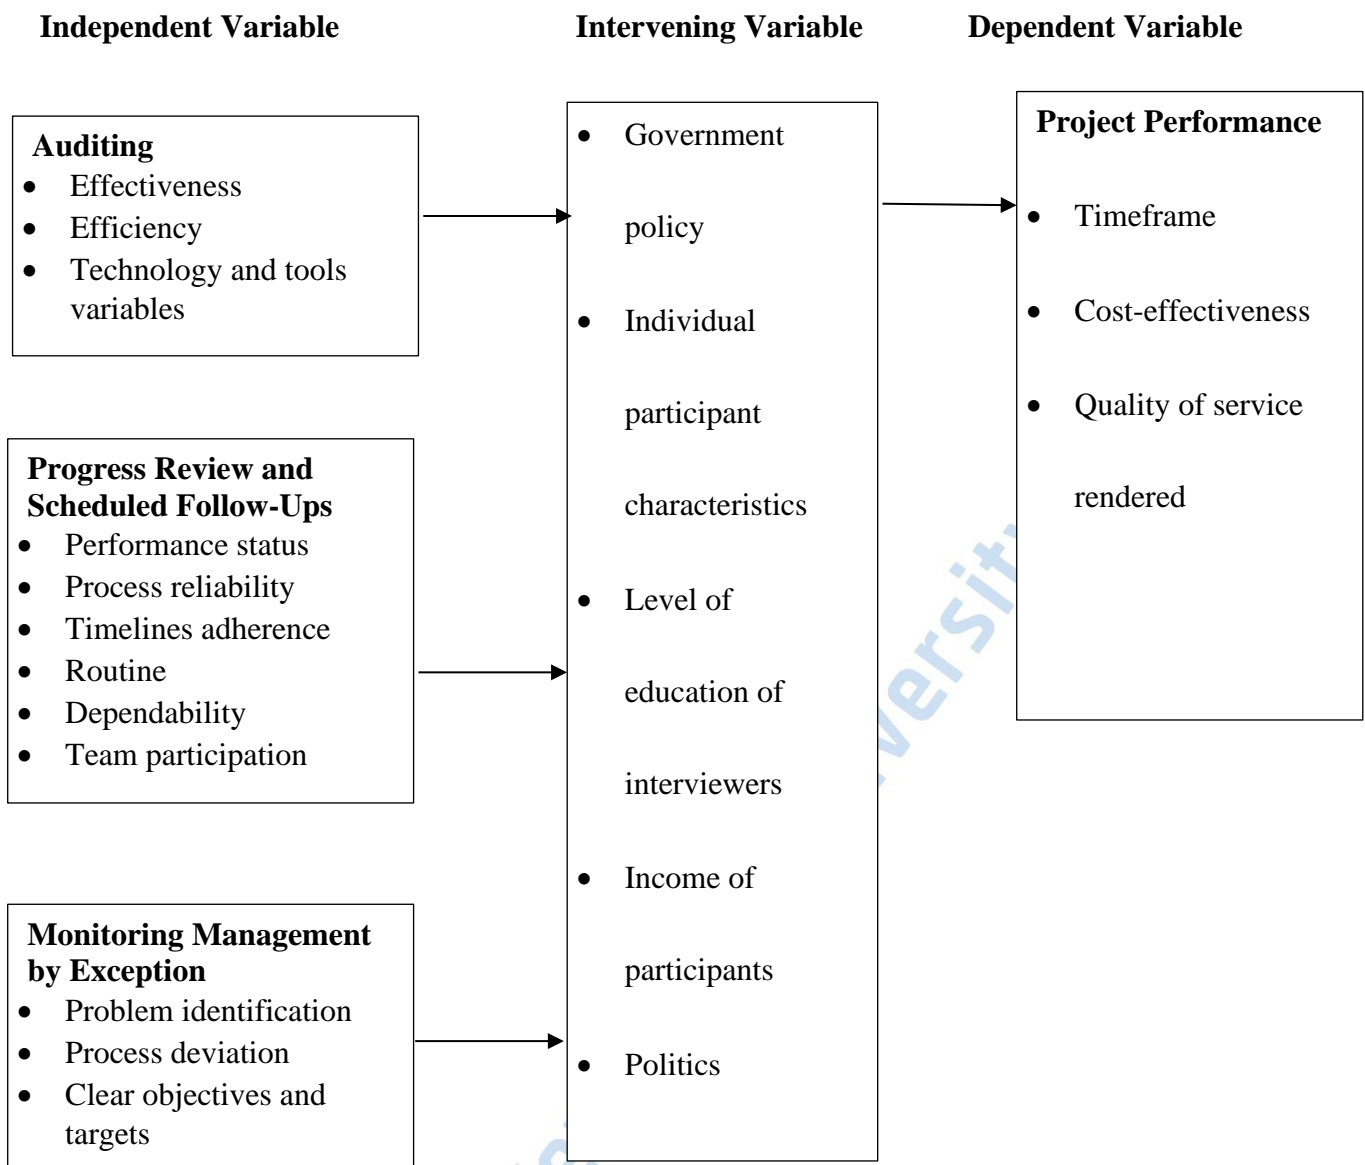 Independent Variable
Intervening Variable
Dependent Variable
Auditing
• Effectiveness
• Efficiency
• Technology and tools
variables
Progress Review and
Scheduled Follow-Ups
• Performance status
• Process reliability
• Timelines adherence
• Routine
• Dependability
• Team participation
Monitoring Management
by Exception
• Problem identification
• Process deviation
• Clear objectives and
targets
• Government
policy
• Individual
participant
characteristics
• Level of
education of
interviewers
• Income of
participants
• Politics
Project Performance
• Timeframe
• Cost-effectiveness
• Quality of service
rendered